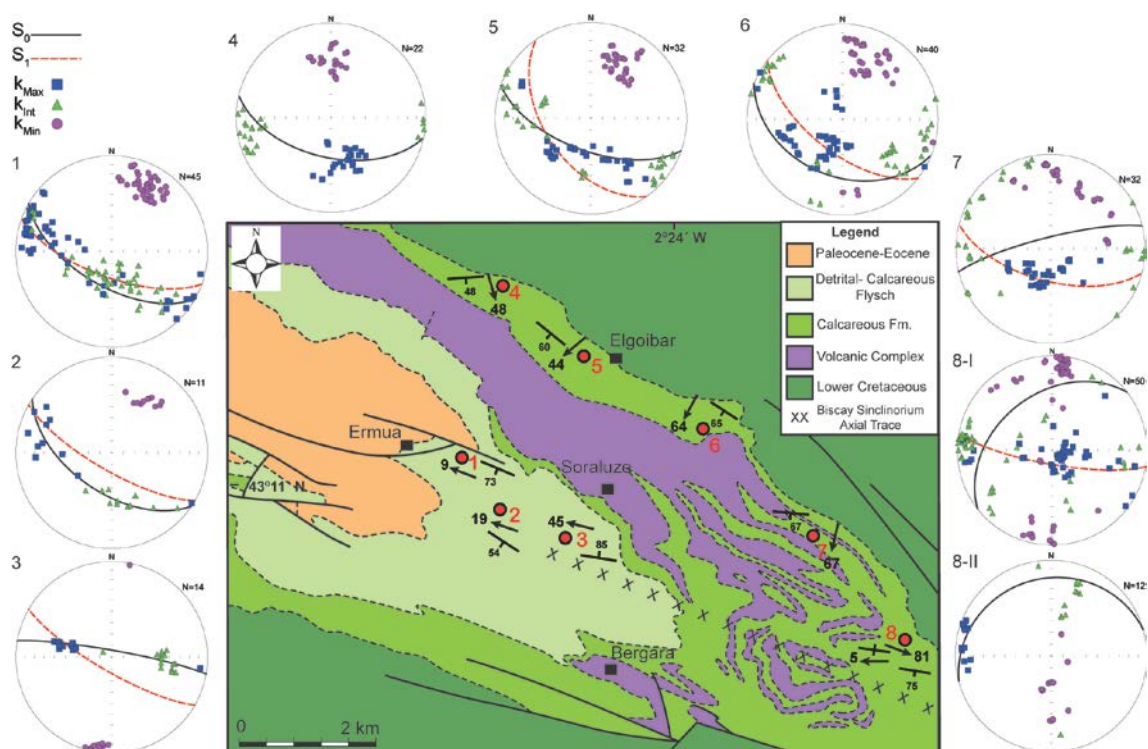 S₀
S₁
kMax
kInt
kMin
4
N
N=22
5
N
N=32
6
N
N=40
1
N
N=45
7
N
N=32
2
N
N=11
8-I
N
N=50
3
N
N=14
8-II
N
N=12
N
2°24´ W
Legend
Paleocene-Eocene
Detrital- Calcareous
Flysch
Calcareous Fm.
Volcanic Complex
Lower Cretaceous
XX Biscay Sinclinorium
Axial Trace
48
48
4
60
44
5
Elgoibar
64
65
6
Ermua
9
1
73
43°11´ N
Soraluze
19
2
54
45
3
85
67
7
67
8
5
81
75
Bergara
X X X X X X X X X X X X X X X
0 2 km